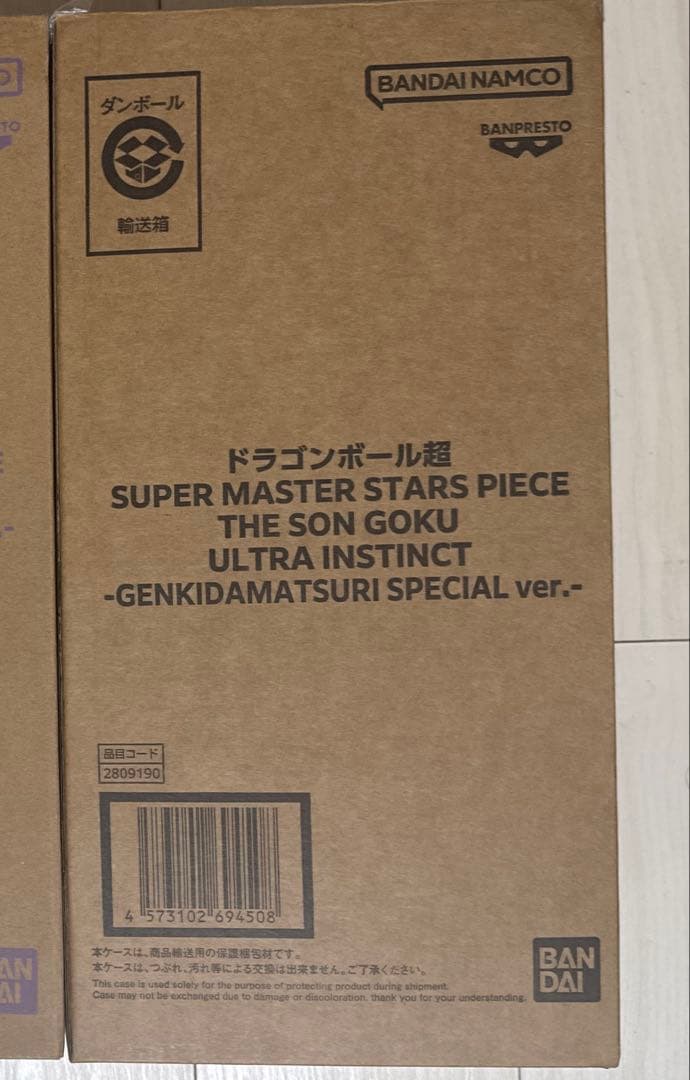 ダンボール
輸送箱
BANDAI NAMCO
BANPRESTO
ドラゴンボール超
SUPER MASTER STARS PIECE
THE SON GOKU
ULTRA INSTINCT
-GENKIDAMATSURI SPECIAL ver.-
品目コード
2809190
4 573102 694508
本ケースは、商品輸送用の保護梱包材です。
本ケースは、つぶれ、汚れ等による交換は出来ません。ご了承ください。
This case is used solely for the purpose of protecting product during shipment.
Case may not be exchanged due to damage or discoloration. thank you for your understanding.
BAN
DAI